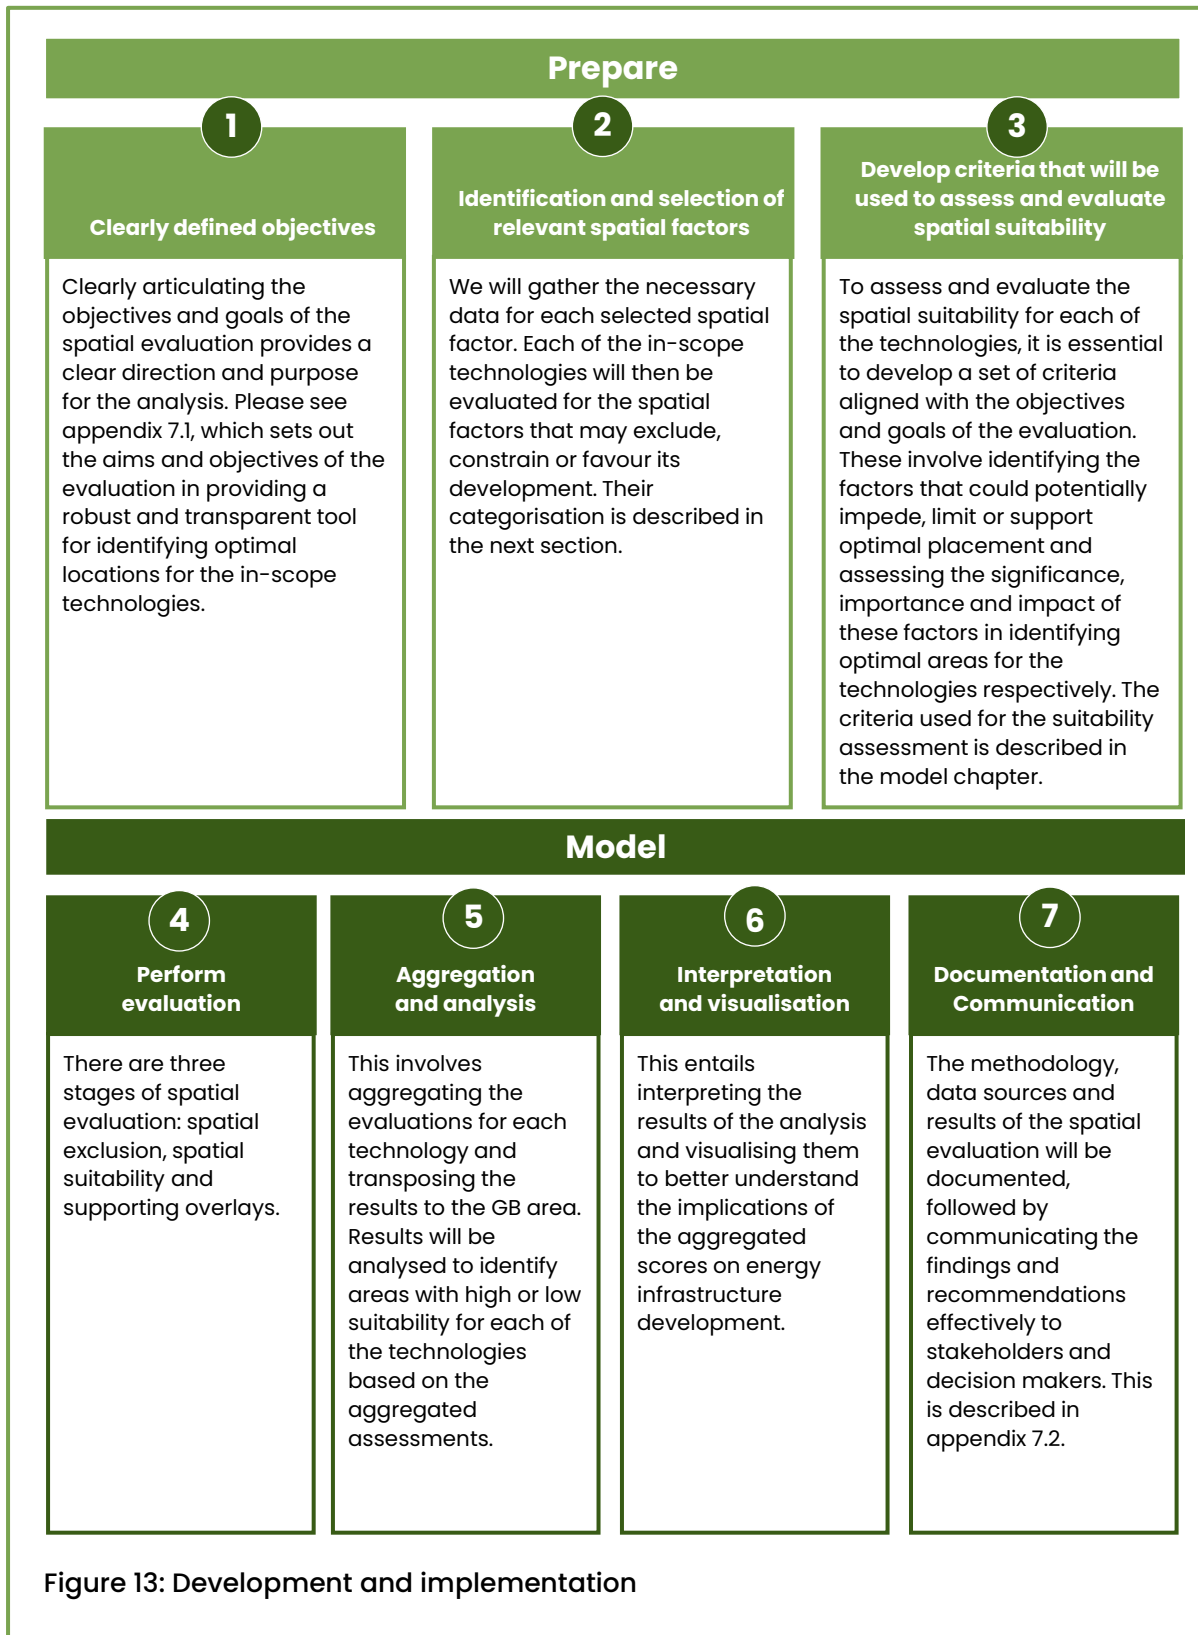 Prepare
1
Clearly defined objectives
Clearly articulating the
objectives and goals of the
spatial evaluation provides a
clear direction and purpose
for the analysis. Please see
appendix 7.1, which sets out
the aims and objectives of the
evaluation in providing a
robust and transparent tool
for identifying optimal
locations for the in-scope
technologies.
2
Identification and selection of
relevant spatial factors
We will gather the necessary
data for each selected spatial
factor. Each of the in-scope
technologies will then be
evaluated for the spatial
factors that may exclude,
constrain or favour its
development. Their
categorisation is described in
the next section.
3
Develop criteria that will be
used to assess and evaluate
spatial suitability
To assess and evaluate the
spatial suitability for each of
the technologies, it is essential
to develop a set of criteria
aligned with the objectives
and goals of the evaluation.
These involve identifying the
factors that could potentially
impede, limit or support
optimal placement and
assessing the significance,
importance and impact of
these factors in identifying
optimal areas for the
technologies respectively. The
criteria used for the suitability
assessment is described in
the model chapter.
Model
4
Perform
evaluation
There are three
stages of spatial
evaluation: spatial
exclusion, spatial
suitability and
supporting overlays.
5
Aggregation
and analysis
This involves
aggregating the
evaluations for each
technology and
transposing the
results to the GB area.
Results will be
analysed to identify
areas with high or low
suitability for each of
the technologies
based on the
aggregated
assessments.
6
Interpretation
and visualisation
This entails
interpreting the
results of the analysis
and visualising them
to better understand
the implications of
the aggregated
scores on energy
infrastructure
development.
7
Documentation and
Communication
The methodology,
data sources and
results of the spatial
evaluation will be
documented,
followed by
communicating the
findings and
recommendations
effectively to
stakeholders and
decision makers. This
is described in
appendix 7.2.
Figure 13: Development and implementation